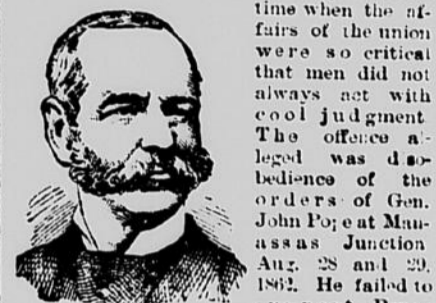 time when the af-
fairs of the union
were so critical
that men did not
always act with
cool judgment
The offence al-
leged was diso-
bedience of the
orders of Gen.
John Pope at Man-
assas Junction
Aug. 28 and 29,
1862. He failed to